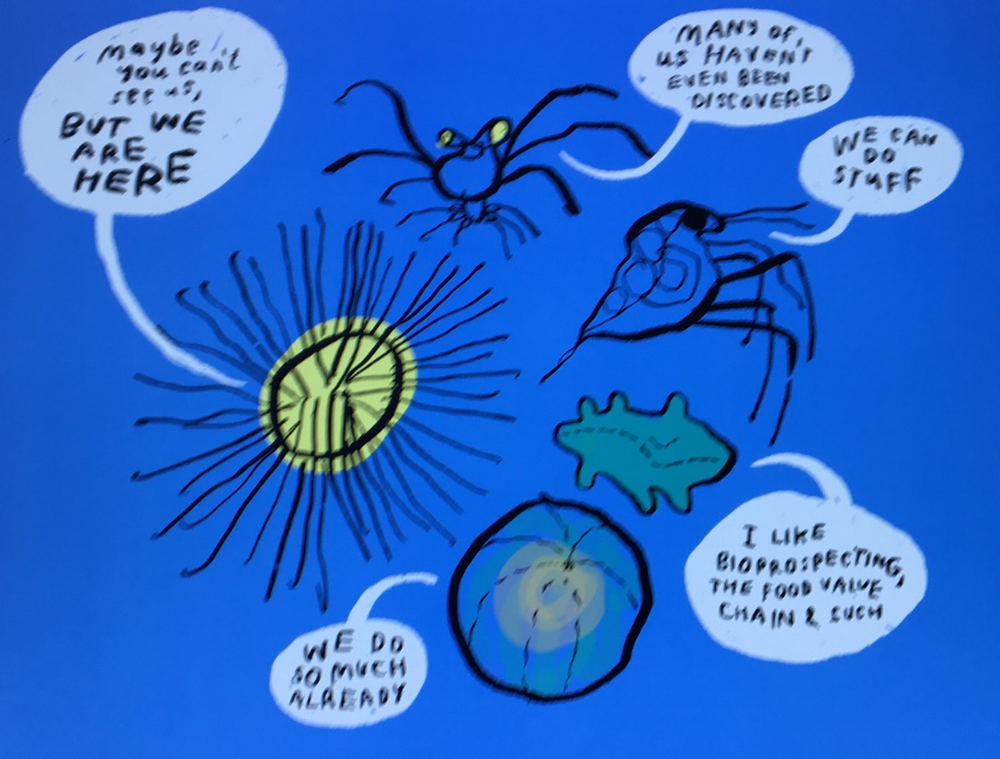 maybe
you can't
see us,
BUT WE
ARE
HERE
MANY OF,
US HAVEN'T
EVEN BEEN
DISCOVERED
WE CAN
DO
STUFF
I LIKE
BIOPROSPECTING,
THE FOOD VALUE
CHAIN & SUCH
WE DO
SO MUCH
ALREADY